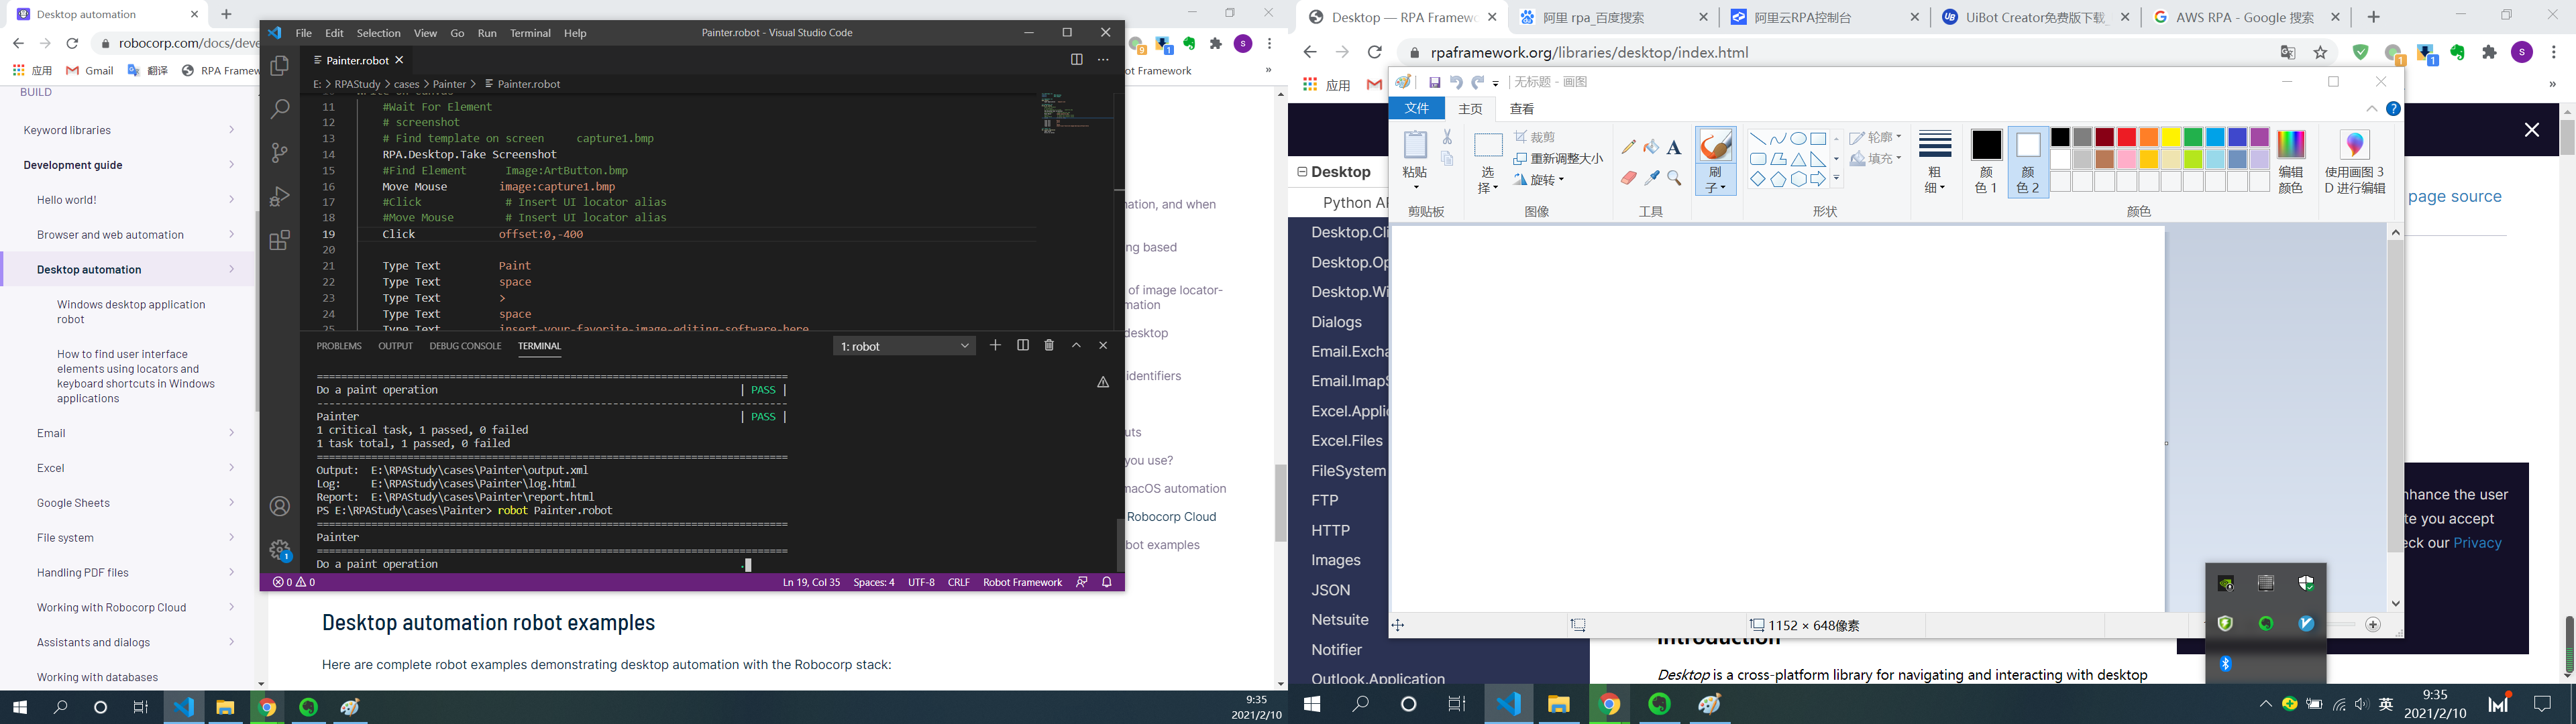 Desktop automation
robocorp.com/docs/deve
应用
Gmail
翻译
RPA Framew
ot Framework
»
BUILD
Keyword libraries
Development guide
Hello world!
Browser and web automation
Desktop automation
Windows desktop application
robot
How to find user interface
elements using locators and
keyboard shortcuts in Windows
applications
Email
Excel
Google Sheets
File system
Handling PDF files
Working with Robocorp Cloud
Assistants and dialogs
Working with databases
File Edit Selection View Go Run Terminal Help
Painter.robot - Visual Studio Code
Painter.robot
E: > RPAStudy > cases > Painter > Painter.robot
11 #Wait For Element
12 # screenshot
13 # Find template on screen capture1.bmp
14 RPA.Desktop.Take Screenshot
15 #Find Element Image:ArtButton.bmp
16 Move Mouse image:capture1.bmp
17 #Click # Insert UI locator alias
18 #Move Mouse # Insert UI locator alias
19 Click offset:0,-400
20
21 Type Text Paint
22 Type Text space
23 Type Text >
24 Type Text space
25 Type Text insert-your-favorite-image-editing-software-here
PROBLEMS OUTPUT DEBUG CONSOLE TERMINAL
1: robot
==============================================================================
Do a paint operation | PASS |
------------------------------------------------------------------------------
Painter | PASS |
1 critical task, 1 passed, 0 failed
1 task total, 1 passed, 0 failed
==============================================================================
Output: E:\RPAStudy\cases\Painter\output.xml
Log: E:\RPAStudy\cases\Painter\log.html
Report: E:\RPAStudy\cases\Painter\report.html
PS E:\RPAStudy\cases\Painter> robot Painter.robot
==============================================================================
Painter
==============================================================================
Do a paint operation .
0 0
Ln 19, Col 35 Spaces: 4 UTF-8 CRLF Robot Framework
nation, and when
ng based
of image locator-
mation
desktop
identifiers
uts
you use?
macOS automation
Robocorp Cloud
obot examples
Desktop automation robot examples
Here are complete robot examples demonstrating desktop automation with the Robocorp stack:
9:35
2021/2/10
Desktop — RPA Framewo
阿里 rpa_百度搜索
阿里云RPA控制台
UiBot Creator免费版下载_
AWS RPA - Google 搜索
rpaframework.org/libraries/desktop/index.html
应用
»
Desktop
Python AP
Desktop.Cli
Desktop.Op
Desktop.Wi
Dialogs
Email.Excha
Email.ImapS
Excel.Applic
Excel.Files
FileSystem
FTP
HTTP
Images
JSON
Netsuite
Notifier
Outlook.Application
无标题 - 画图
文件 主页 查看
粘贴
剪贴板
选
择
裁剪
重新调整大小
旋转
图像
工具
刷
子
形状
轮廓
填充
粗
细
颜
色 1
颜
色 2
颜色
编辑
颜色
使用画图 3
D 进行编辑
1152 × 648像素
page source
nhance the user
te you accept
eck our Privacy
Introduction
Desktop is a cross-platform library for navigating and interacting with desktop
英
9:35
2021/2/10